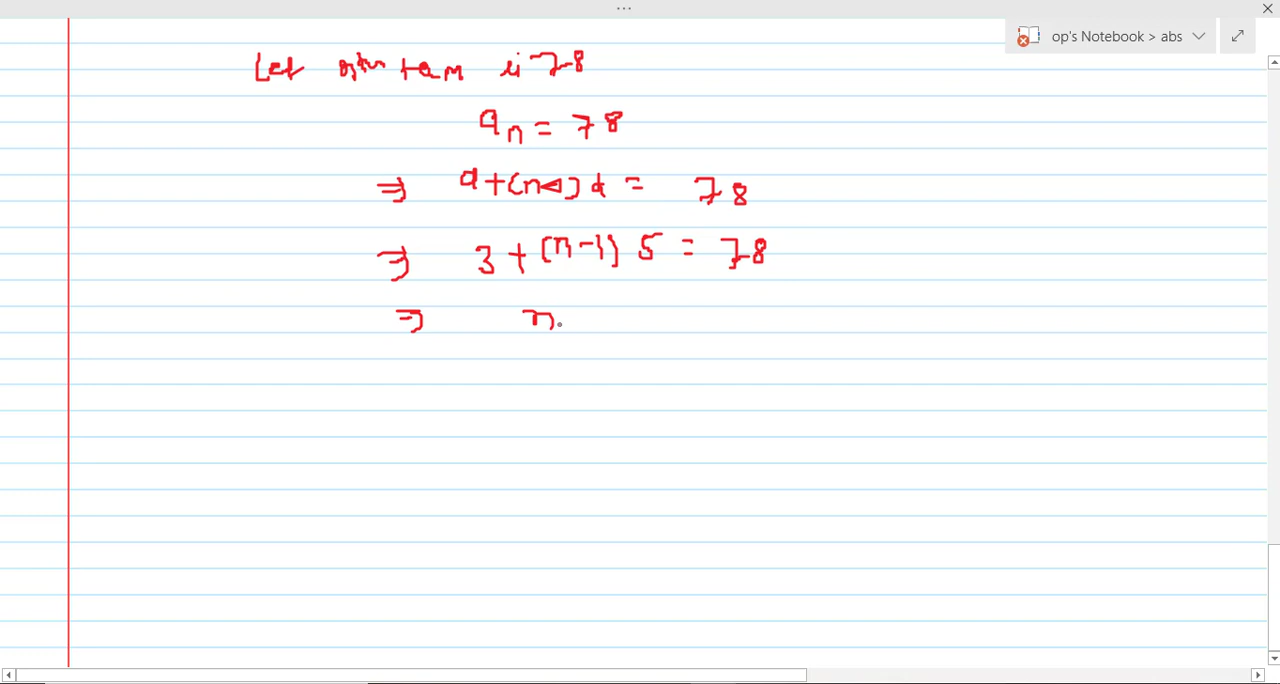 op's Notebook > abs
Let nth term is 78
an = 78
⇒ a+(n-1)d = 78
⇒ 3+(n-1)5 = 78
⇒ n